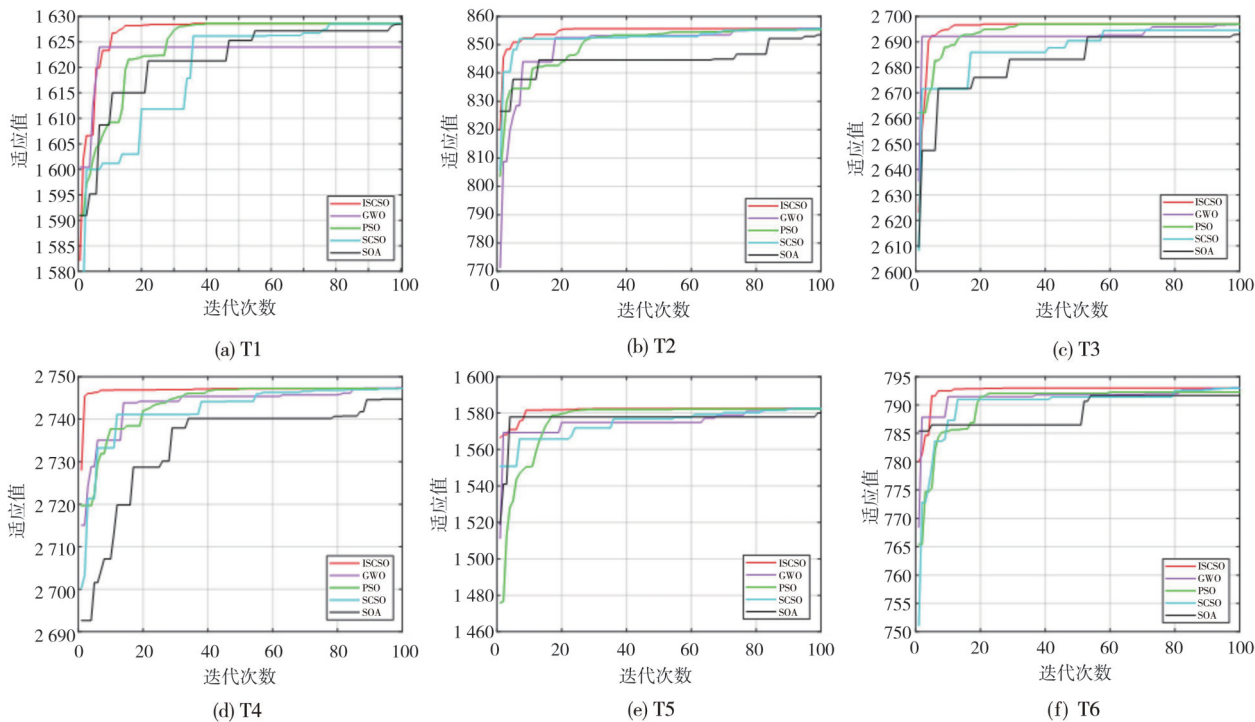 1 630
1 625
1 620
1 615
1 610
1 605
1 600
1 595
1 590
1 585
1 580
适应值
0 20 40 60 80 100
迭代次数
ISCSO
GWO
PSO
SCSO
SOA
(a) T1
860
850
840
830
820
810
800
790
780
770
适应值
0 20 40 60 80 100
迭代次数
ISCSO
GWO
PSO
SCSO
SOA
(b) T2
2 700
2 690
2 680
2 670
2 660
2 650
2 640
2 630
2 620
2 610
2 600
适应值
0 20 40 60 80 100
迭代次数
ISCSO
GWO
PSO
SCSO
SOA
(c) T3
2 750
2 740
2 730
2 720
2 710
2 700
2 690
适应值
0 20 40 60 80 100
迭代次数
ISCSO
GWO
PSO
SCSO
SOA
(d) T4
1 600
1 580
1 560
1 540
1 520
1 500
1 480
1 460
适应值
0 20 40 60 80 100
迭代次数
ISCSO
GWO
PSO
SCSO
SOA
(e) T5
795
790
785
780
775
770
765
760
755
750
适应值
0 20 40 60 80 100
迭代次数
ISCSO
GWO
PSO
SCSO
SOA
(f) T6